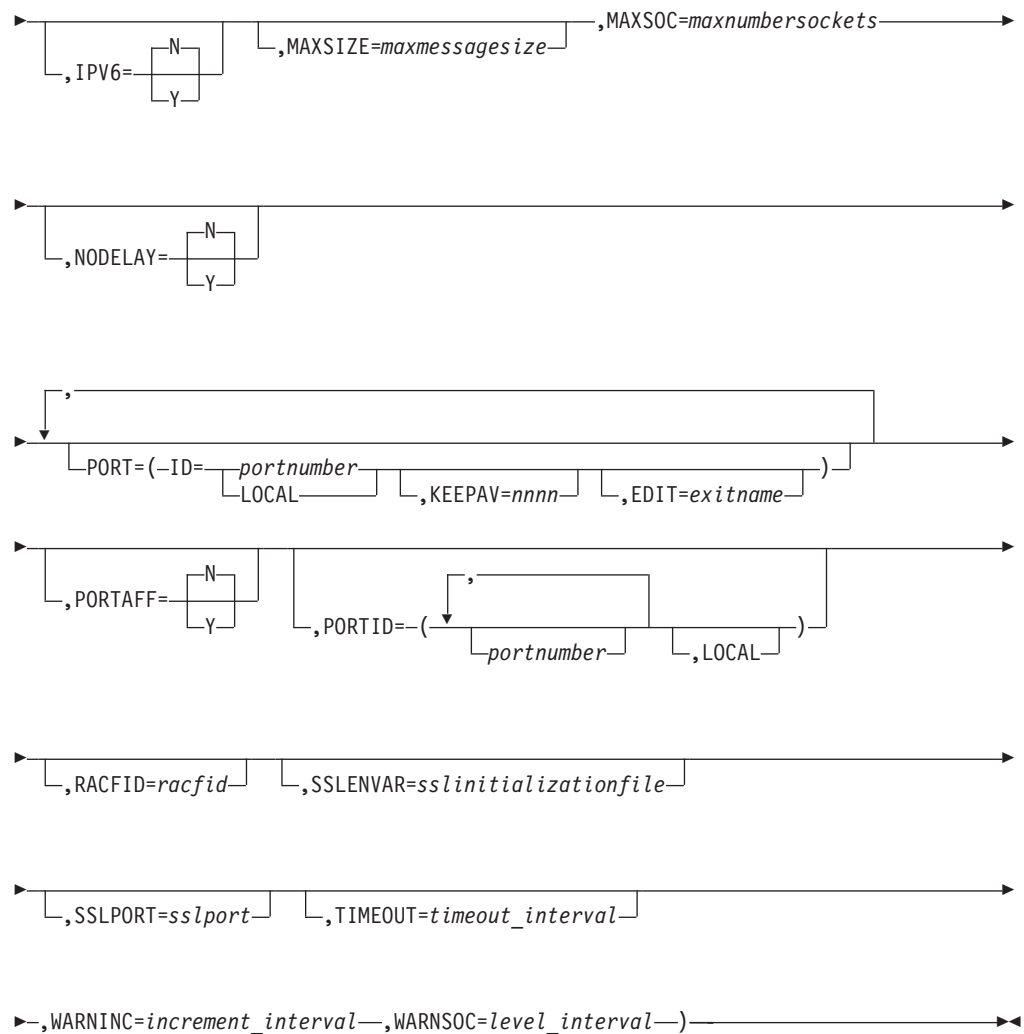 ,MAXSOC=maxnumbersockets
,IPV6= N ,MAXSIZE=maxmessagesize
Y
,NODELAY= N
Y
,
PORT=( ID= portnumber )
LOCAL ,KEEPAV=nnnn ,EDIT=exitname
,PORTAFF= N ,
Y ,PORTID= ( )
portnumber ,LOCAL
,RACFID=racfid ,SSLENVAR=sslinitializationfile
,SSLPORT=sslport ,TIMEOUT=timeout_interval
,WARNINC=increment_interval ,WARNSOC=level_interval )